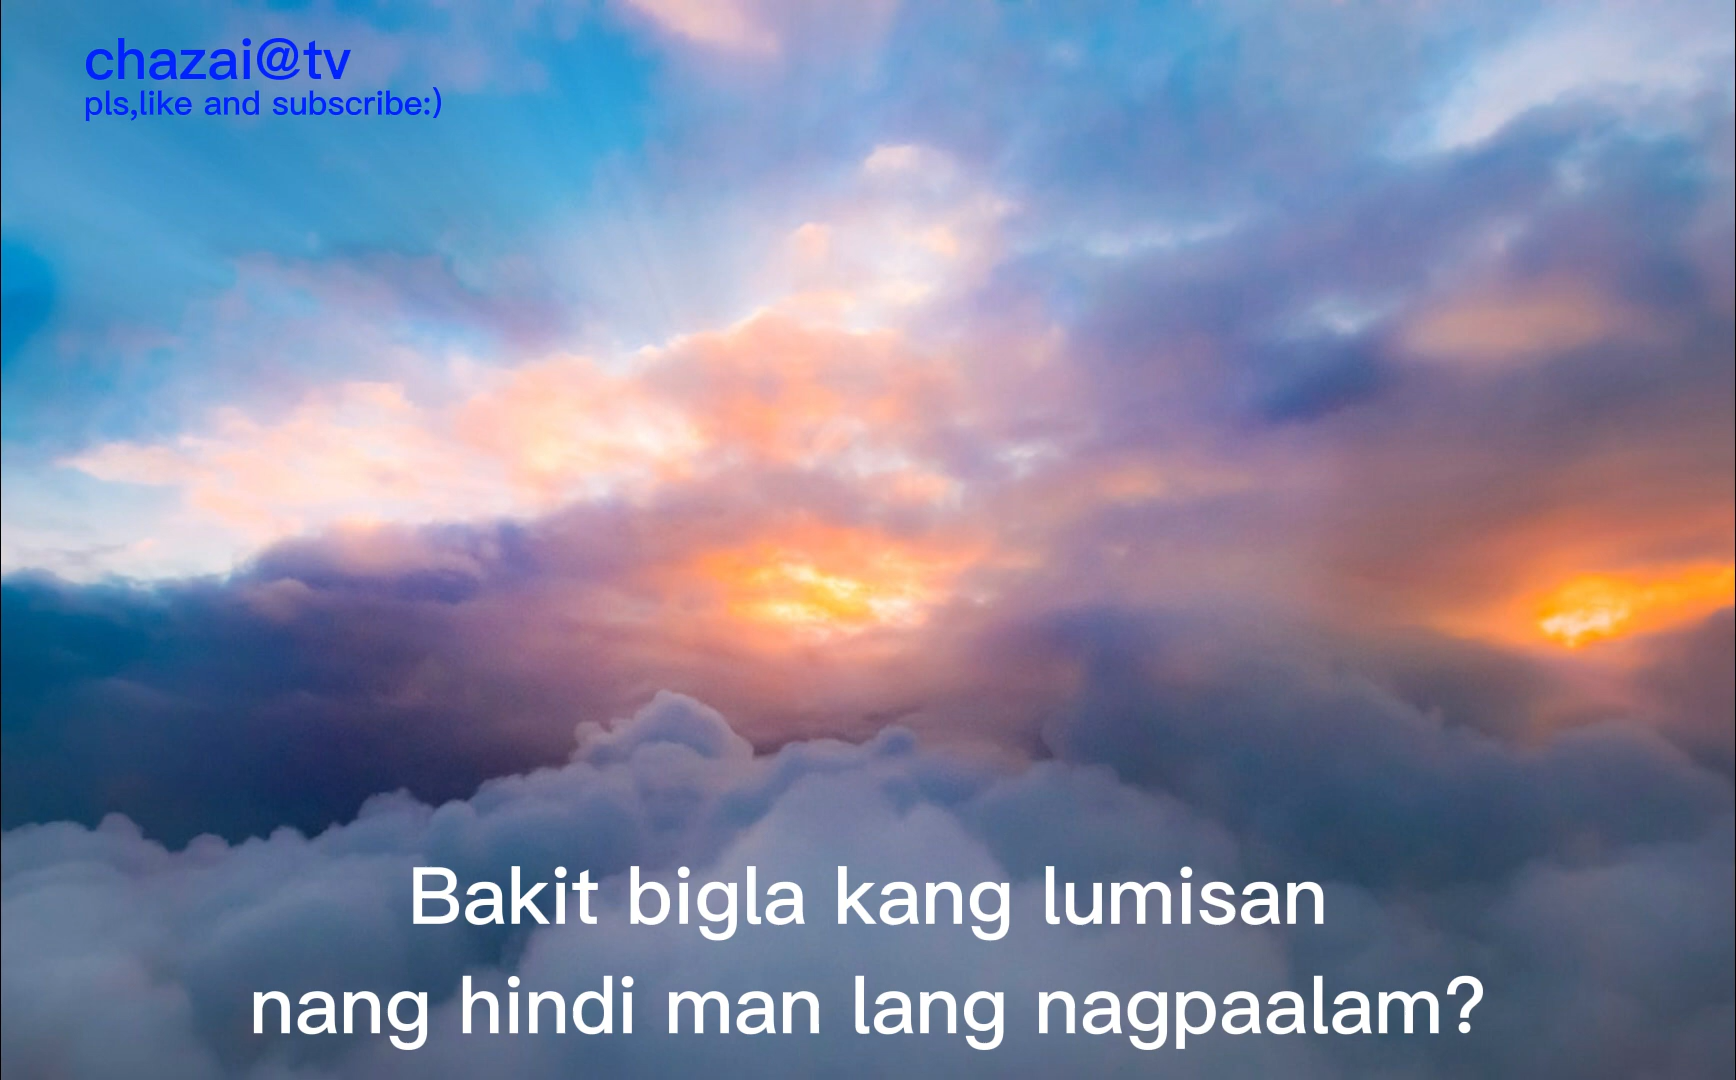 chazai@tv
pls,like and subscribe:)
Bakit bigla kang lumisan
nang hindi man lang nagpaalam?